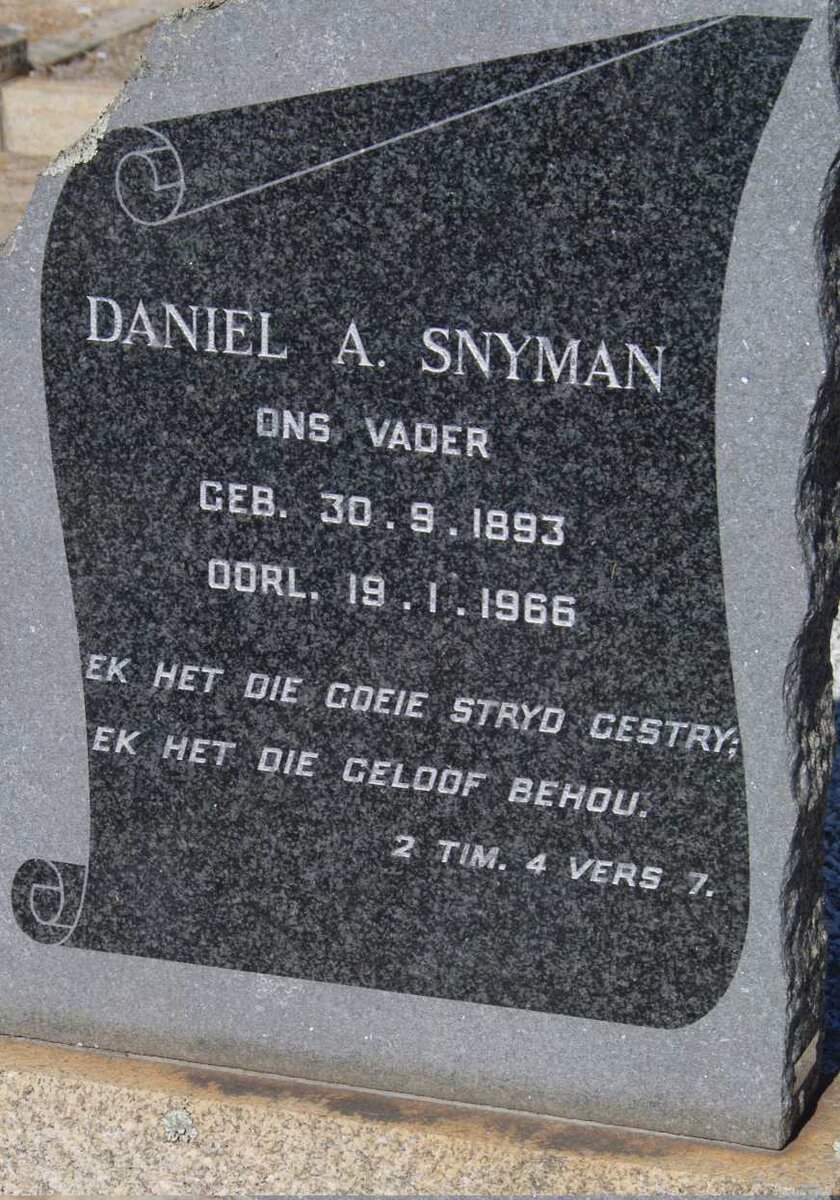 DANIEL A. SNYMAN
ONS VADER
GEB. 30.9.1893
OORL. 19.1.1966
EK HET DIE GOEIE STRYD GESTRY;
EK HET DIE GELOOF BEHOU.
2 TIM. 4 VERS 7.